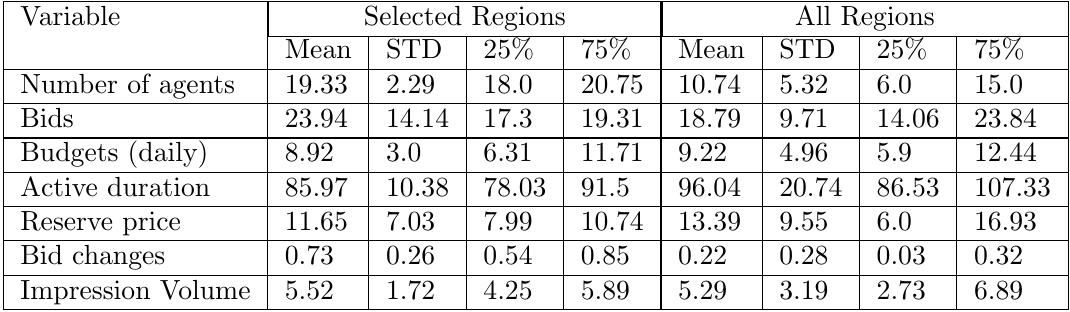 Variable Selected Regions All Regions
Mean STD 25% 75% Mean STD 25% 75%
Number of agents 19.33 2.29 18.0 20.75 10.74 5.32 6.0 15.0
Bids 23.94 14.14 17.3 19.31 18.79 9.71 14.06 23.84
Budgets (daily) 8.92 3.0 6.31 11.71 9.22 4.96 5.9 12.44
Active duration 85.97 10.38 78.03 91.5 96.04 20.74 86.53 107.33
Reserve price 11.65 7.03 7.99 10.74 13.39 9.55 6.0 16.93
Bid changes 0.73 0.26 0.54 0.85 0.22 0.28 0.03 0.32
Impression Volume 5.52 1.72 4.25 5.89 5.29 3.19 2.73 6.89